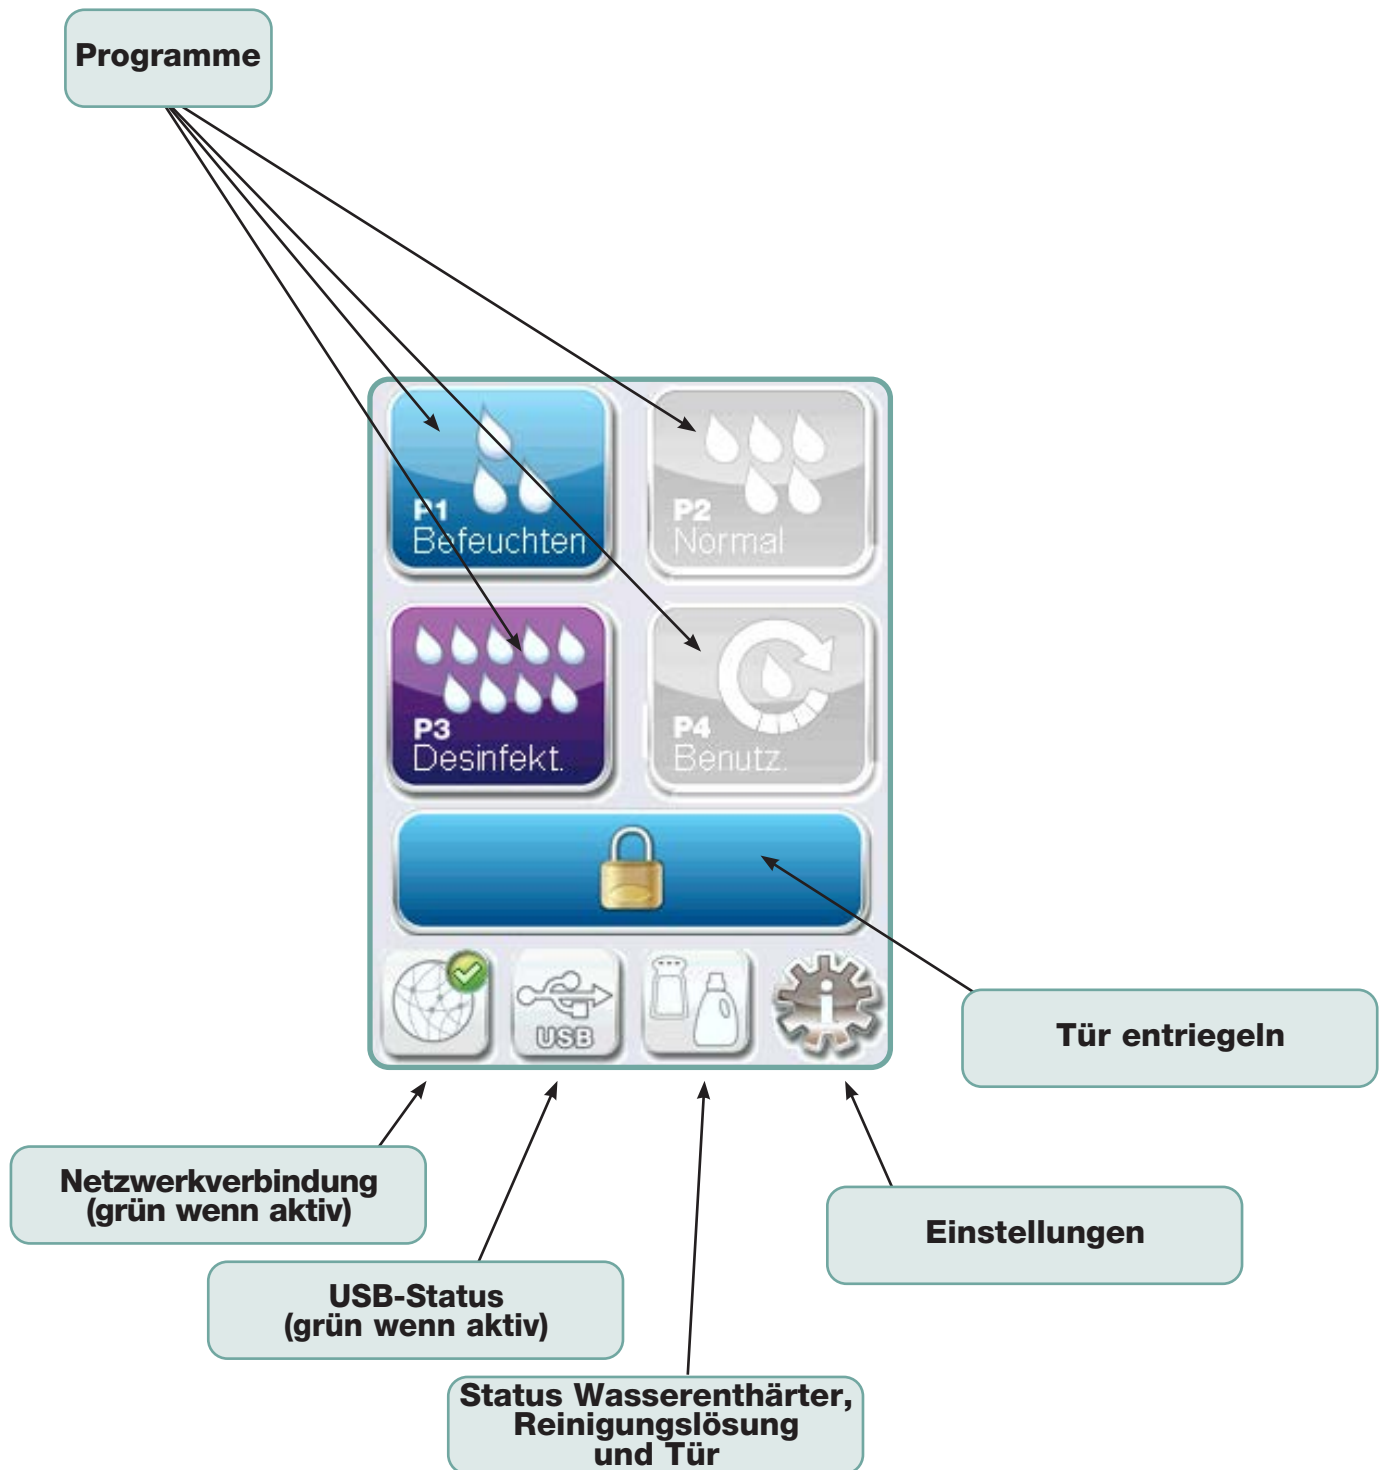 Programme
P1
Befeuchten
P2
Normal
P3
Desinfekt.
P4
Benutz.
USB
Tür entriegeln
Netzwerkverbindung
(grün wenn aktiv)
Einstellungen
USB-Status
(grün wenn aktiv)
Status Wasserenthärter,
Reinigungslösung
und Tür